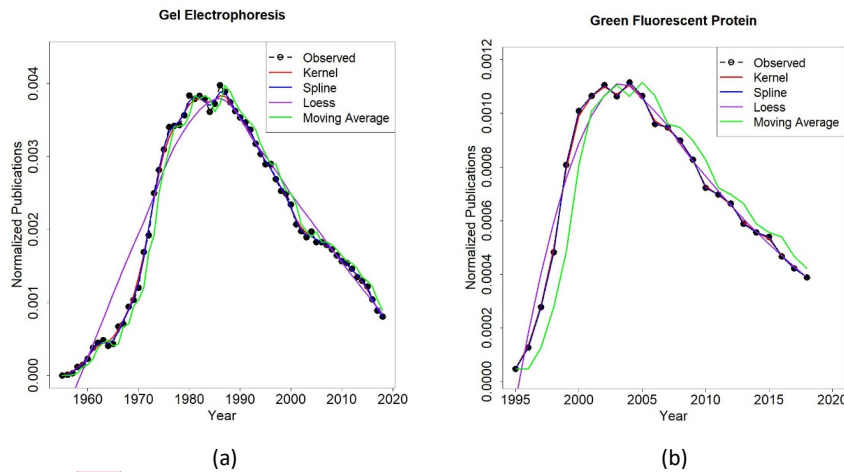 Gel Electrophoresis
Normalized Publications
0.004
0.003
0.002
0.001
0.000
Observed
Kernel
Spline
Loess
Moving Average
1960 1970 1980 1990 2000 2010 2020
Year
(a)
Green Fluorescent Protein
Normalized Publications
0.0012
0.0010
0.0008
0.0006
0.0004
0.0002
0.0000
Observed
Kernel
Spline
Loess
Moving Average
1995 2000 2005 2010 2015 2020
Year
(b)